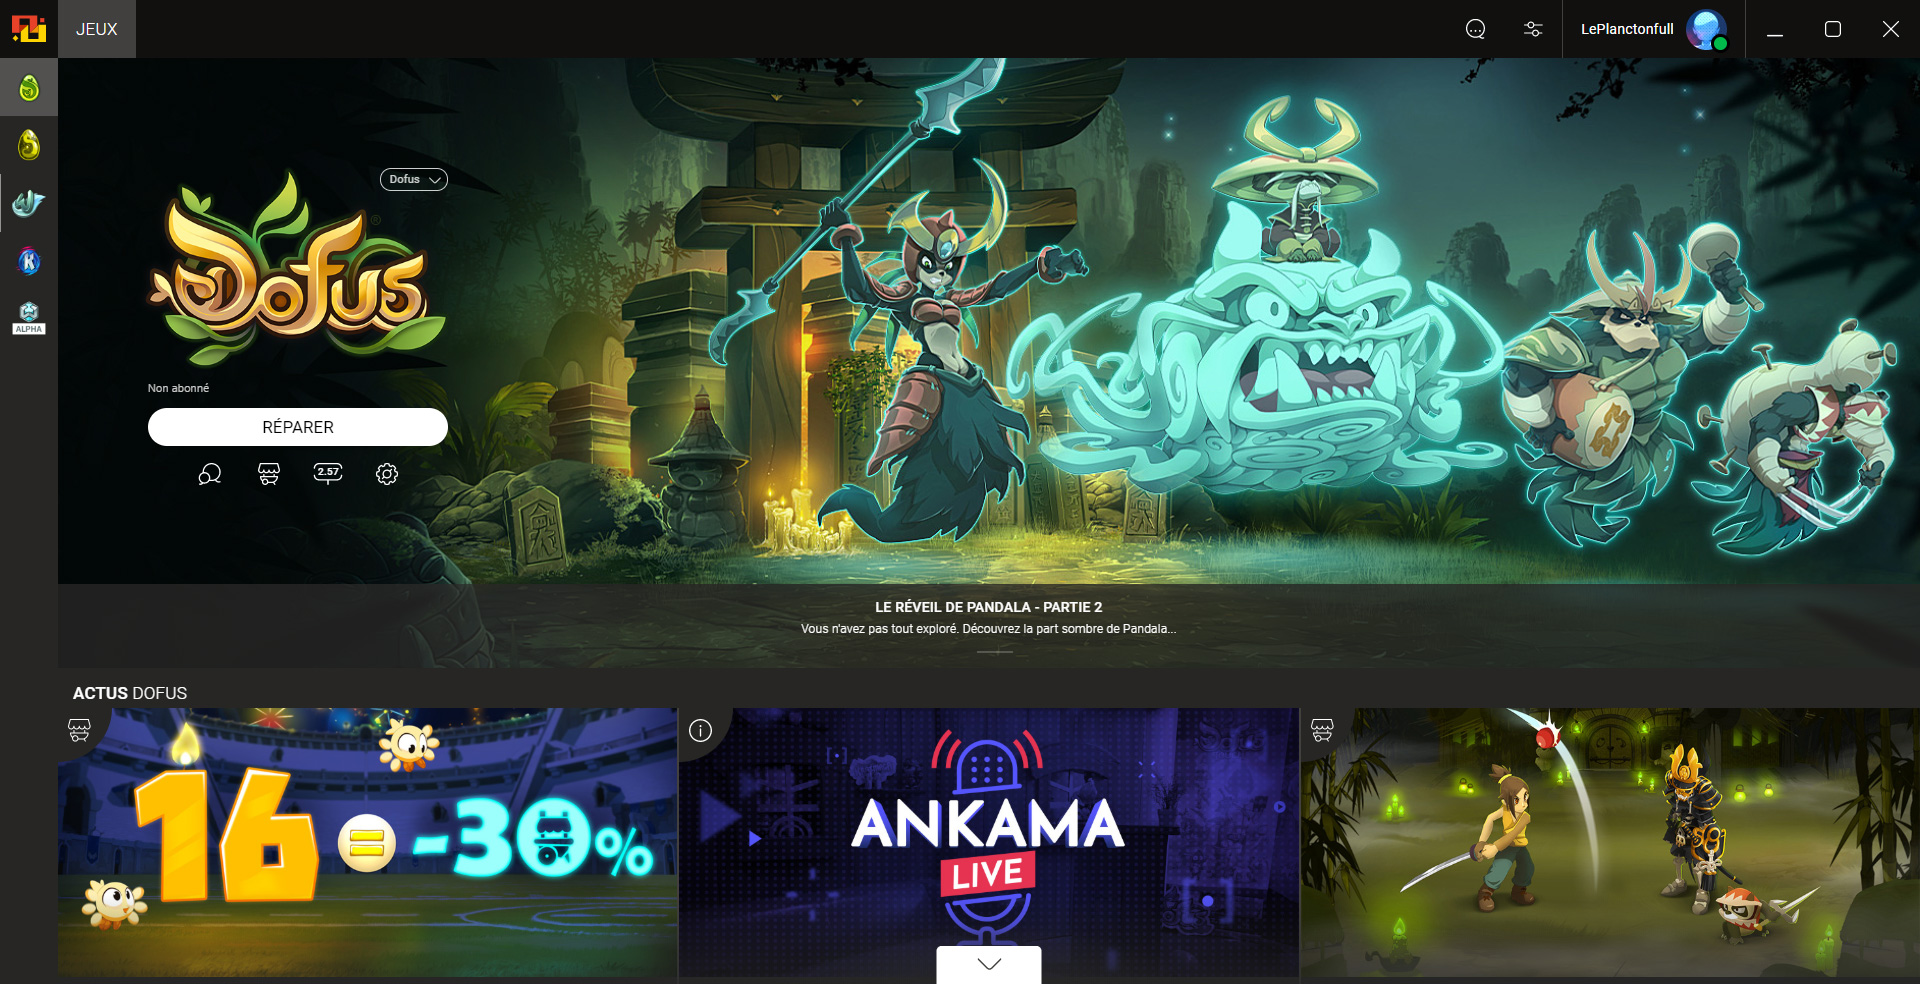 JEUX
LePlanctonfull
Dofus
Dofus
®
Non abonné
RÉPARER
2.57
ALPHA
LE RÉVEIL DE PANDALA - PARTIE 2
Vous n'avez pas tout exploré. Découvrez la part sombre de Pandala...
ACTUS DOFUS
16 = -30%
ANKAMA
LIVE